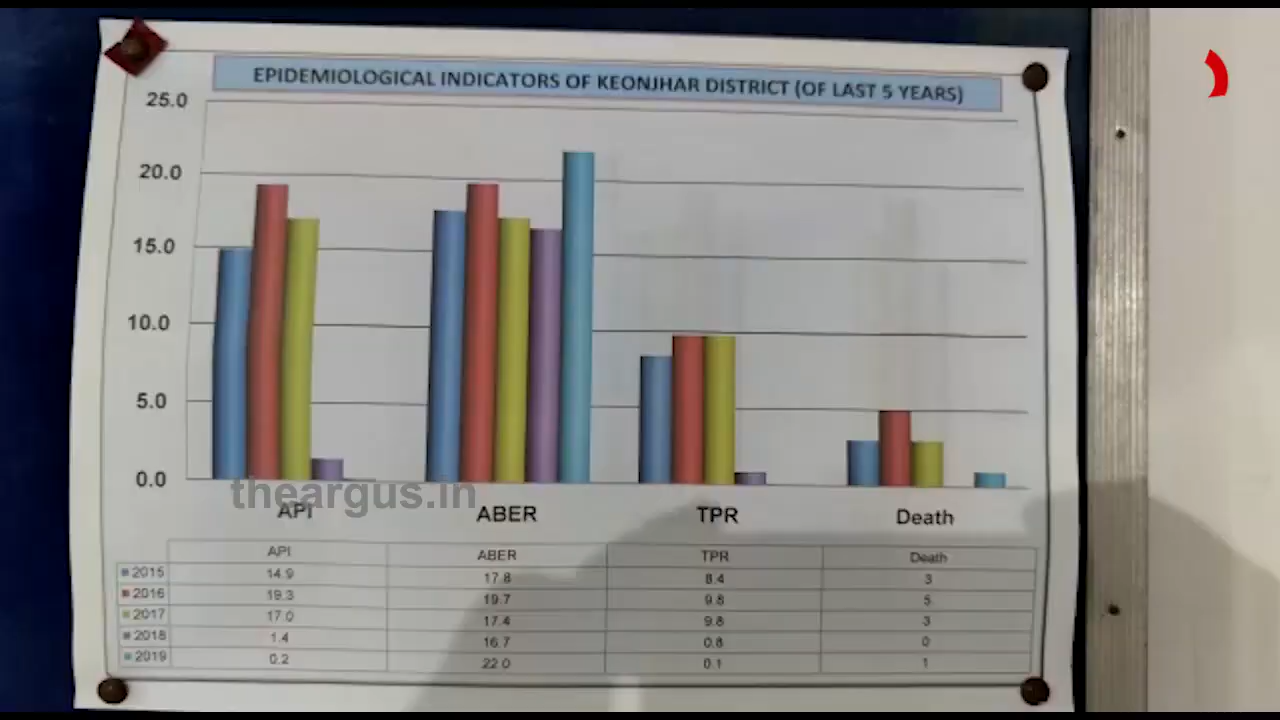 EPIDEMIOLOGICAL INDICATORS OF KEONJHAR DISTRICT (OF LAST 5 YEARS)
25.0
20.0
15.0
10.0
5.0
0.0
theargus.in
API ABER TPR Death
API ABER TPR Death
2015 14.9 17.8 8.4 3
2016 19.3 19.7 9.8 5
2017 17.0 17.4 9.8 3
2018 1.4 16.7 0.8 0
2019 0.2 22.0 0.1 1